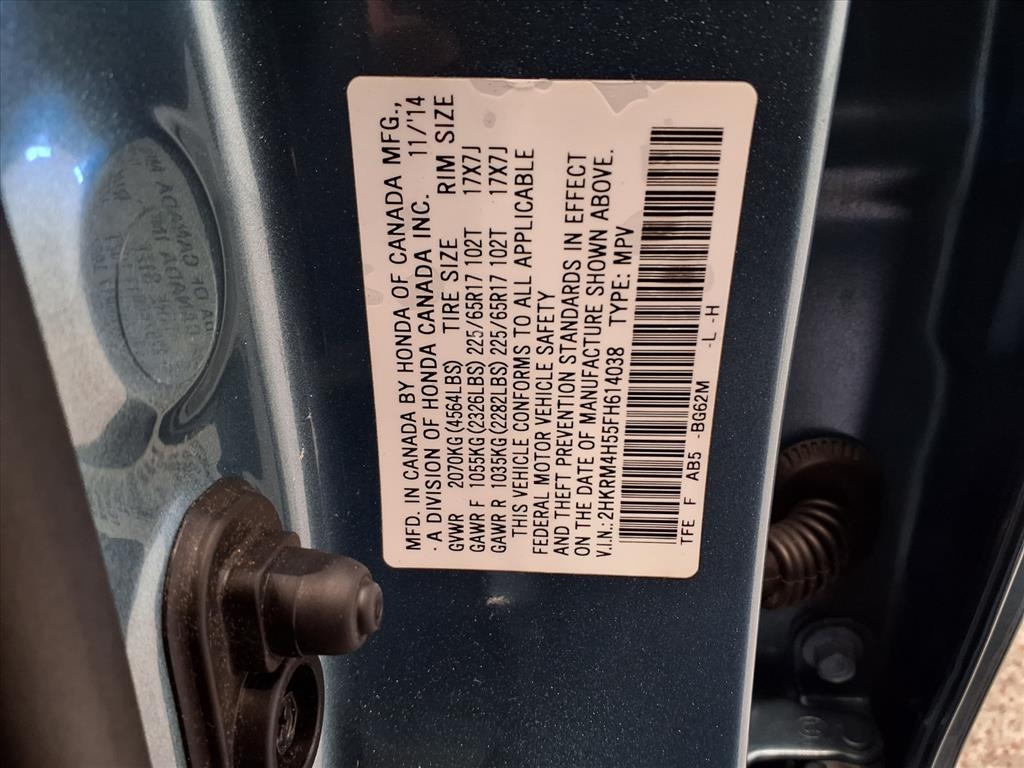 MFD. IN CANADA BY HONDA OF CANADA MFG.,
· A DIVISION OF HONDA CANADA INC. 11/'14
GVWR 2070KG(4564LBS) TIRE SIZE RIM SIZE
GAWR F 1055KG(2326LBS) 225/65R17 102T 17X7J
GAWR R 1035KG(2282LBS) 225/65R17 102T 17X7J
THIS VEHICLE CONFORMS TO ALL APPLICABLE
FEDERAL MOTOR VEHICLE SAFETY
AND THEFT PREVENTION STANDARDS IN EFFECT
ON THE DATE OF MANUFACTURE SHOWN ABOVE.
V.I.N.:2HKRM4H55FH614038 TYPE: MPV
TFE F AB5 -BG62M -L -H